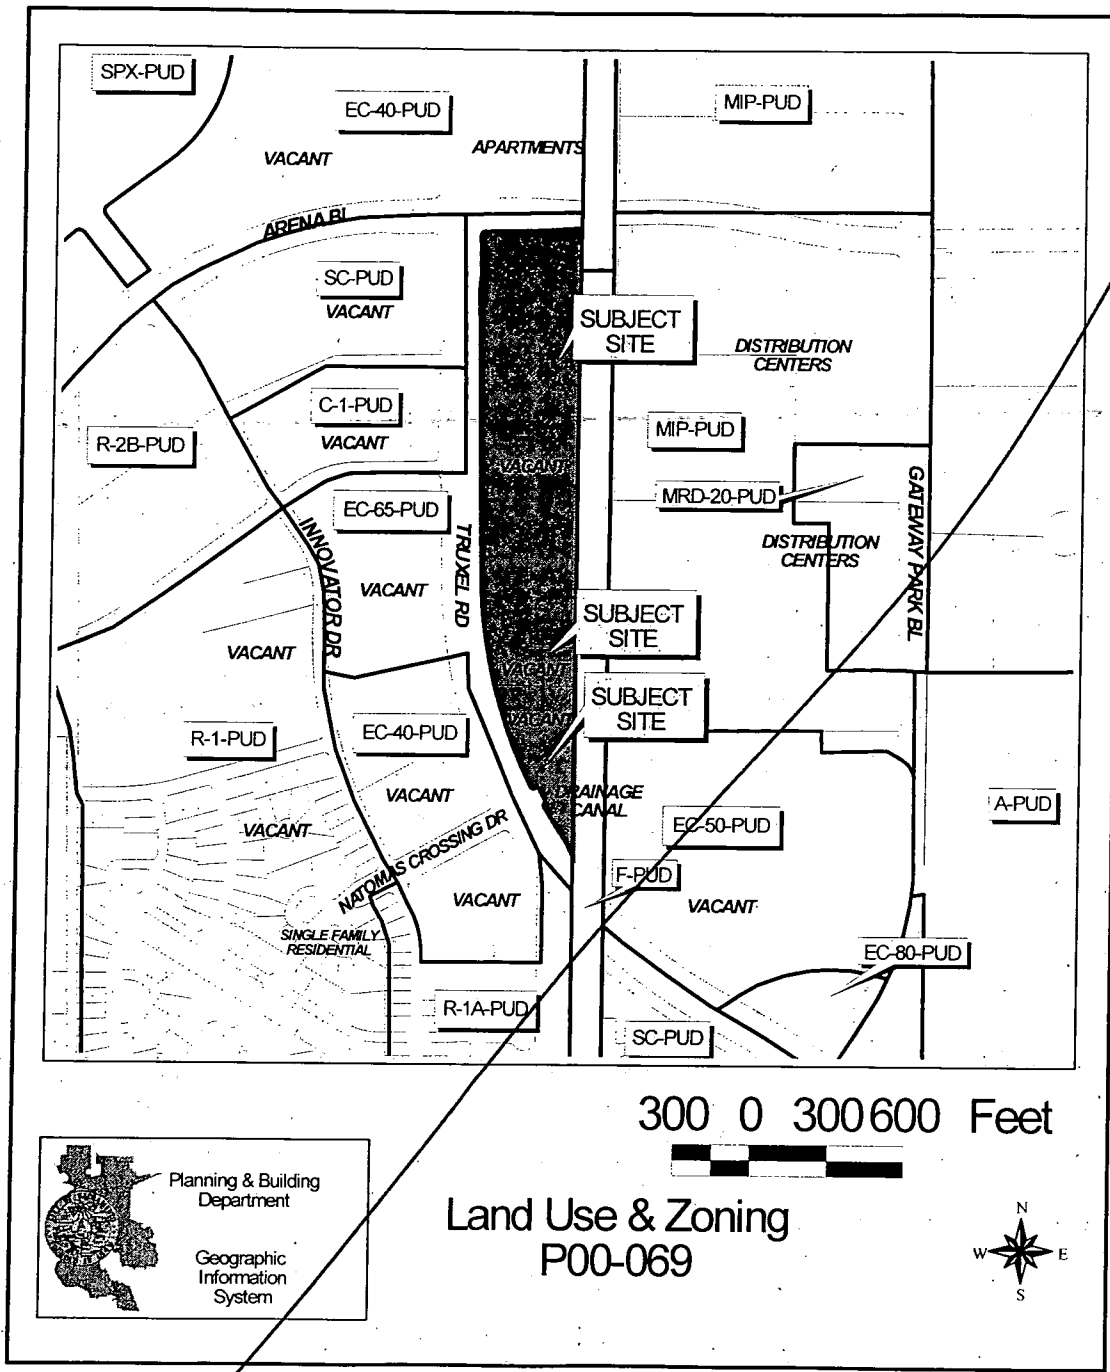 SPX-PUD
EC-40-PUD
MIP-PUD
VACANT
APARTMENTS
ARENA BL
SC-PUD
VACANT
SUBJECT
SITE
DISTRIBUTION
CENTERS
C-1-PUD
VACANT
R-2B-PUD
MIP-PUD
VACANT
MRD-20-PUD
GATEWAY PARK BL
EC-65-PUD
INNOVATOR DR
TRUXEL RD
DISTRIBUTION
CENTERS
VACANT
SUBJECT
SITE
VACANT
VACANT
SUBJECT
SITE
VACANT
R-1-PUD
EC-40-PUD
VACANT
DRAINAGE
CANAL
A-PUD
VACANT
NATOMAS CROSSING DR
EC-50-PUD
F-PUD
VACANT
VACANT
SINGLE FAMILY
RESIDENTIAL
EC-80-PUD
R-1A-PUD
SC-PUD
300 0 300 600 Feet
Planning & Building
Department
Geographic
Information
System
Land Use & Zoning
P00-069
N
W E
S